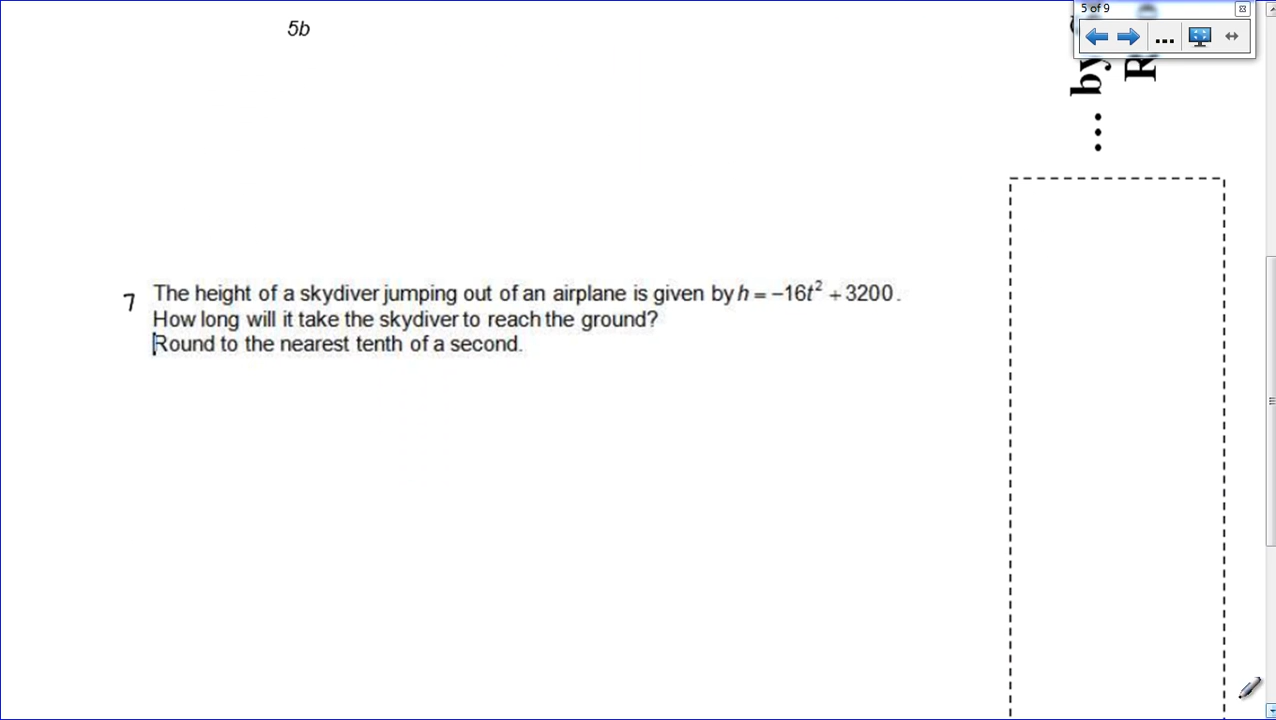 5 of 9
5b
... by
R
7 The height of a skydiver jumping out of an airplane is given by h = −16t² + 3200.
How long will it take the skydiver to reach the ground?
Round to the nearest tenth of a second.